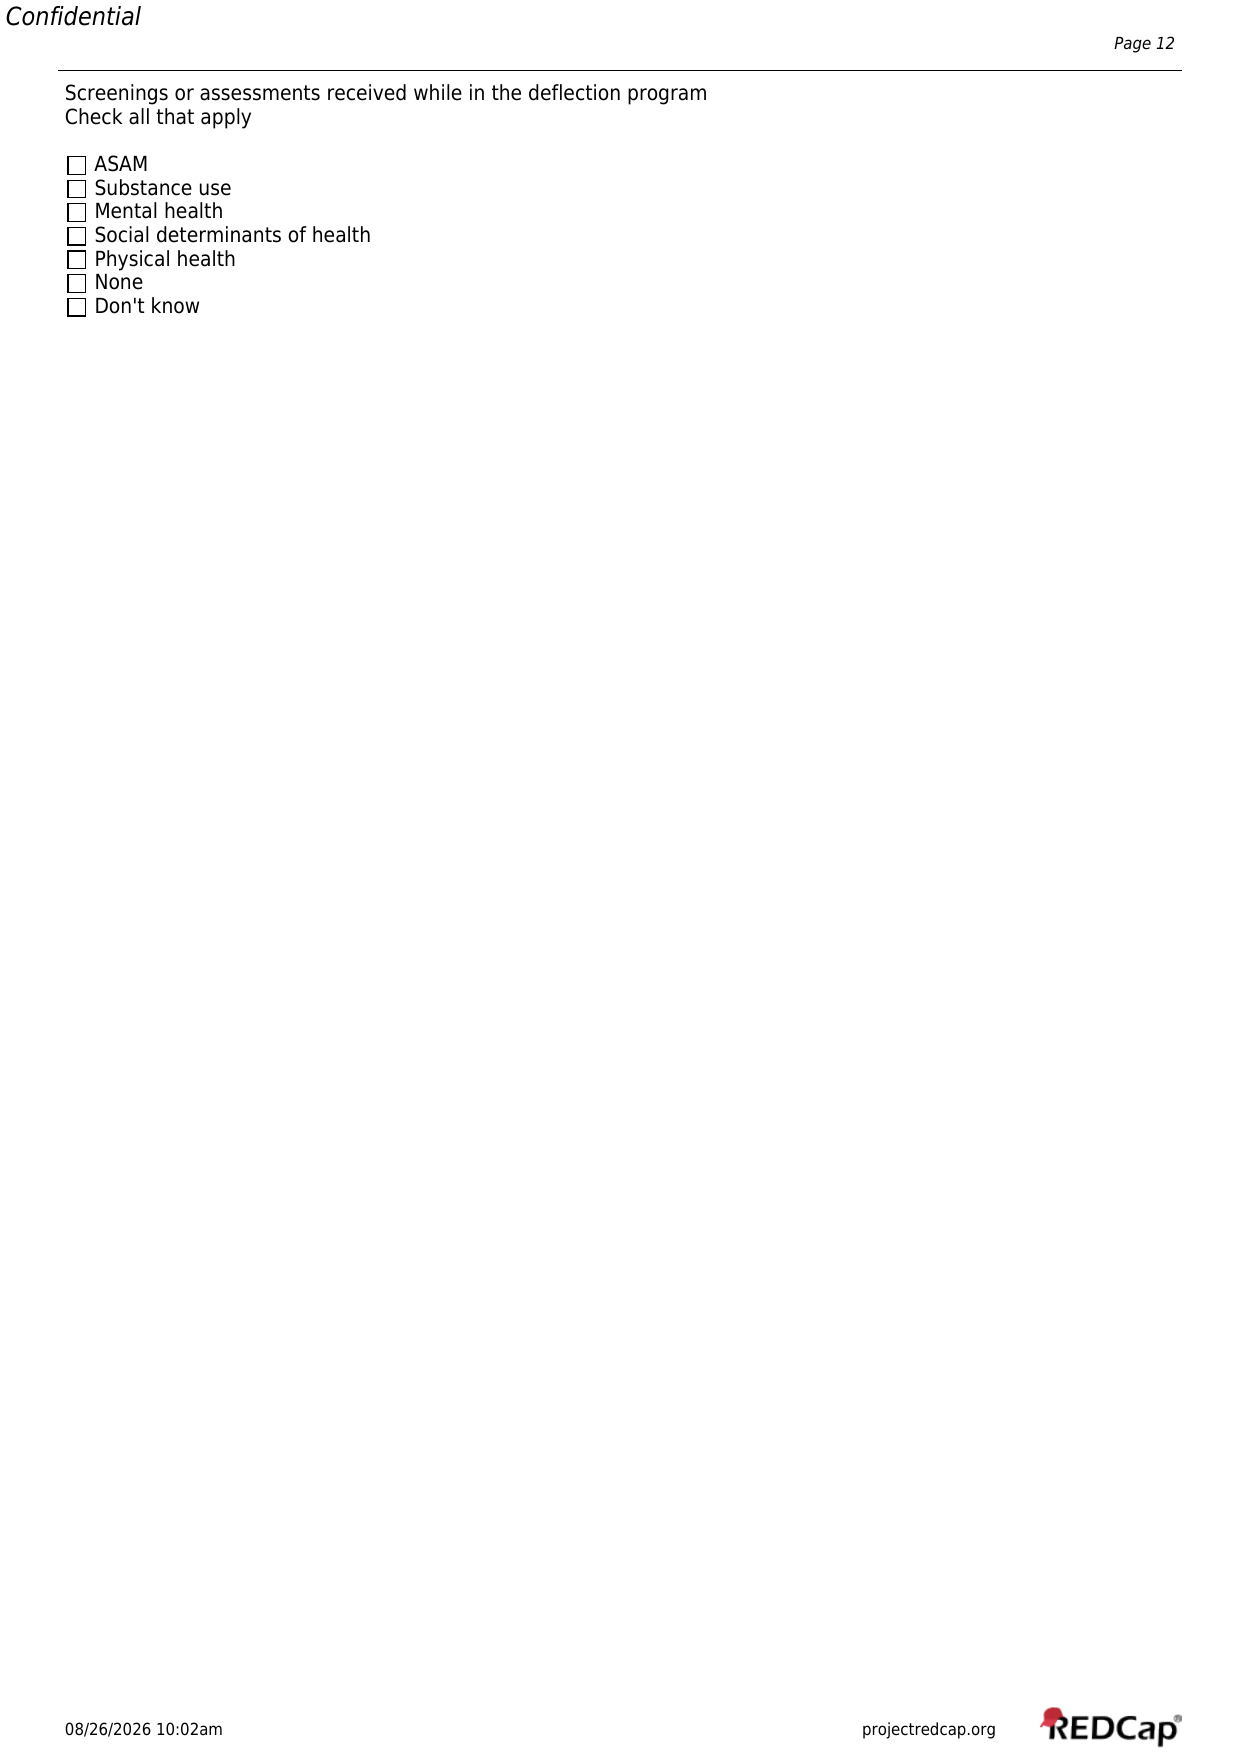 Confidential
Page 12
Screenings or assessments received while in the deflection program
Check all that apply
ASAM
Substance use
Mental health
Social determinants of health
Physical health
None
Don't know
08/26/2026 10:02am
projectredcap.org
REDCap®